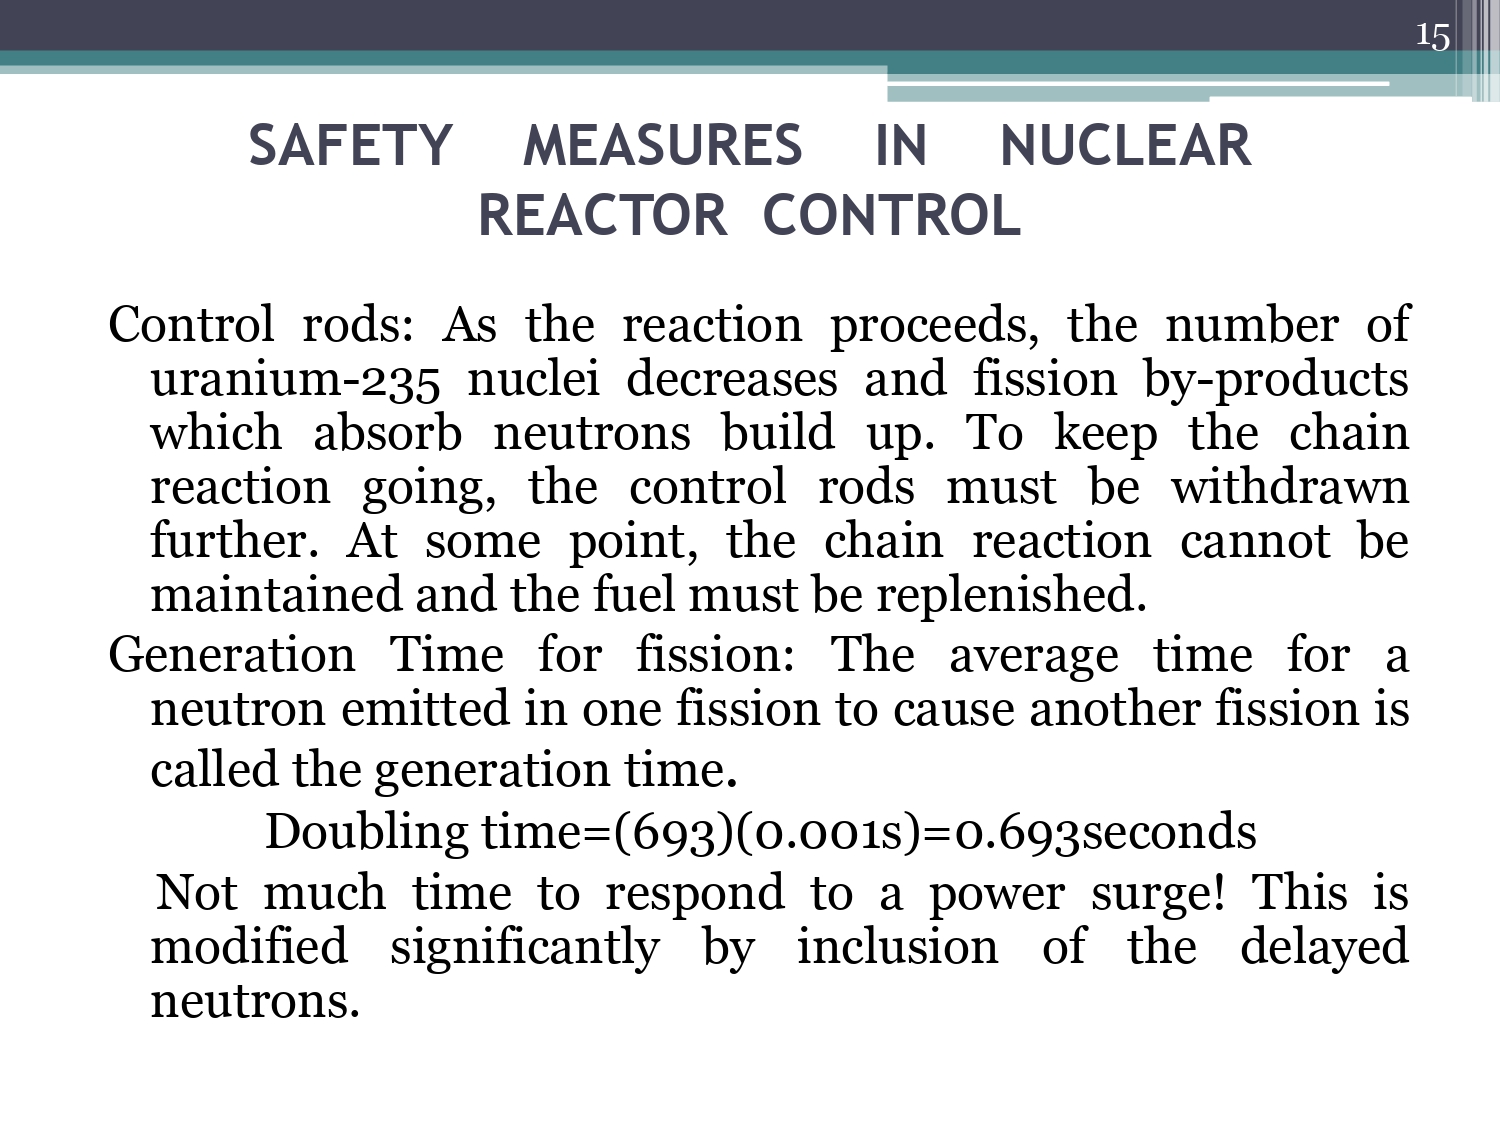 15
SAFETY MEASURES IN NUCLEAR
REACTOR CONTROL
Control rods: As the reaction proceeds, the number of
uranium-235 nuclei decreases and fission by-products
which absorb neutrons build up. To keep the chain
reaction going, the control rods must be withdrawn
further. At some point, the chain reaction cannot be
maintained and the fuel must be replenished.
Generation Time for fission: The average time for a
neutron emitted in one fission to cause another fission is
called the generation time.
Doubling time=(693)(0.001s)=0.693seconds
Not much time to respond to a power surge! This is
modified significantly by inclusion of the delayed
neutrons.